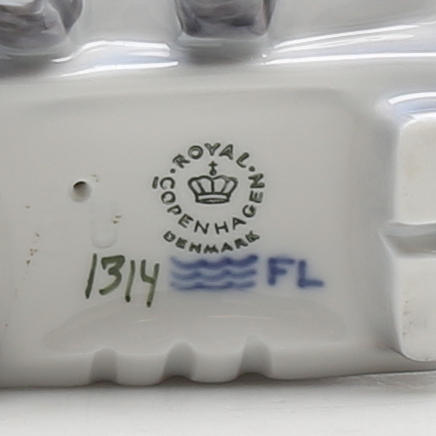 ROYAL
COPENHAGEN
DENMARK
1314 FL